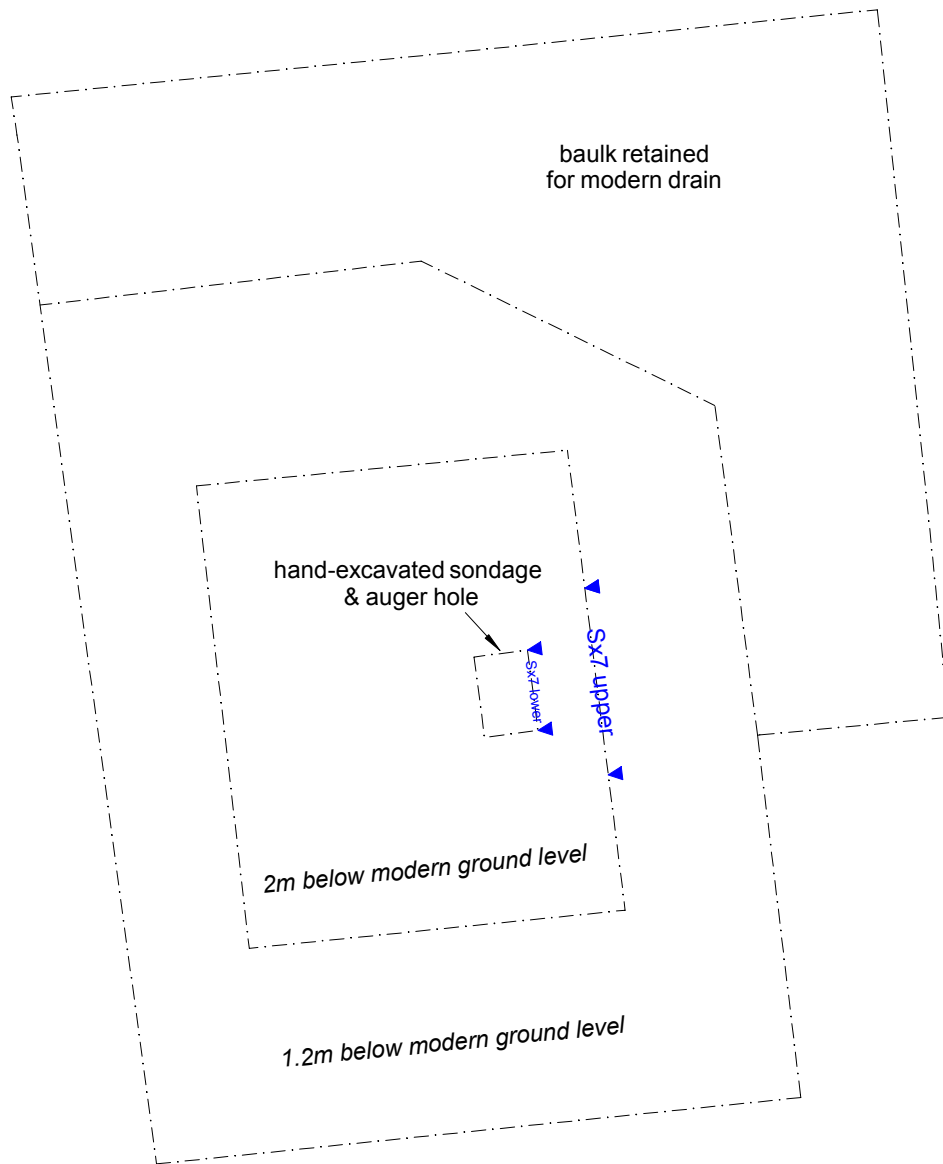 baulk retained
for modern drain
hand-excavated sondage
& auger hole
Sx7 upper
Sx7 lower
2m below modern ground level
1.2m below modern ground level